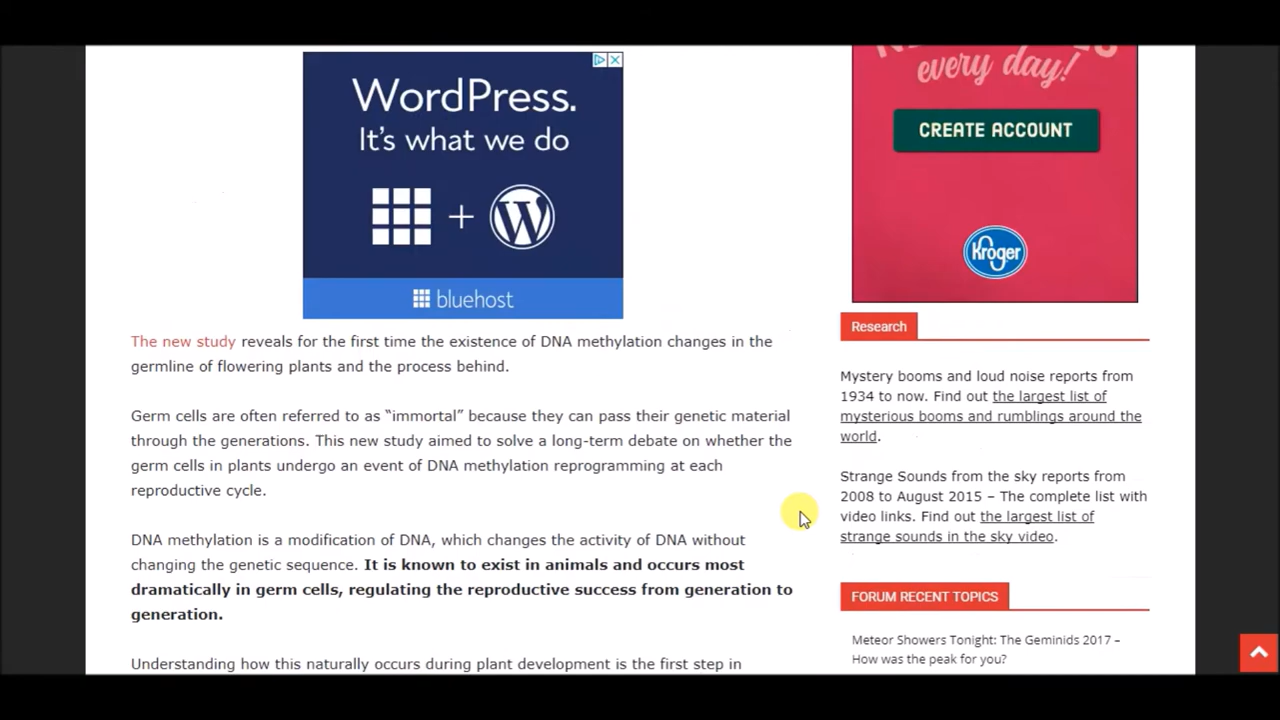 WordPress.
It's what we do
+
bluehost
The new study reveals for the first time the existence of DNA methylation changes in the
germline of flowering plants and the process behind.
Germ cells are often referred to as “immortal” because they can pass their genetic material
through the generations. This new study aimed to solve a long-term debate on whether the
germ cells in plants undergo an event of DNA methylation reprogramming at each
reproductive cycle.
DNA methylation is a modification of DNA, which changes the activity of DNA without
changing the genetic sequence. It is known to exist in animals and occurs most
dramatically in germ cells, regulating the reproductive success from generation to
generation.
Understanding how this naturally occurs during plant development is the first step in
every day!
CREATE ACCOUNT
Kroger
Research
Mystery booms and loud noise reports from
1934 to now. Find out the largest list of
mysterious booms and rumblings around the
world.
Strange Sounds from the sky reports from
2008 to August 2015 – The complete list with
video links. Find out the largest list of
strange sounds in the sky video.
FORUM RECENT TOPICS
Meteor Showers Tonight: The Geminids 2017 –
How was the peak for you?